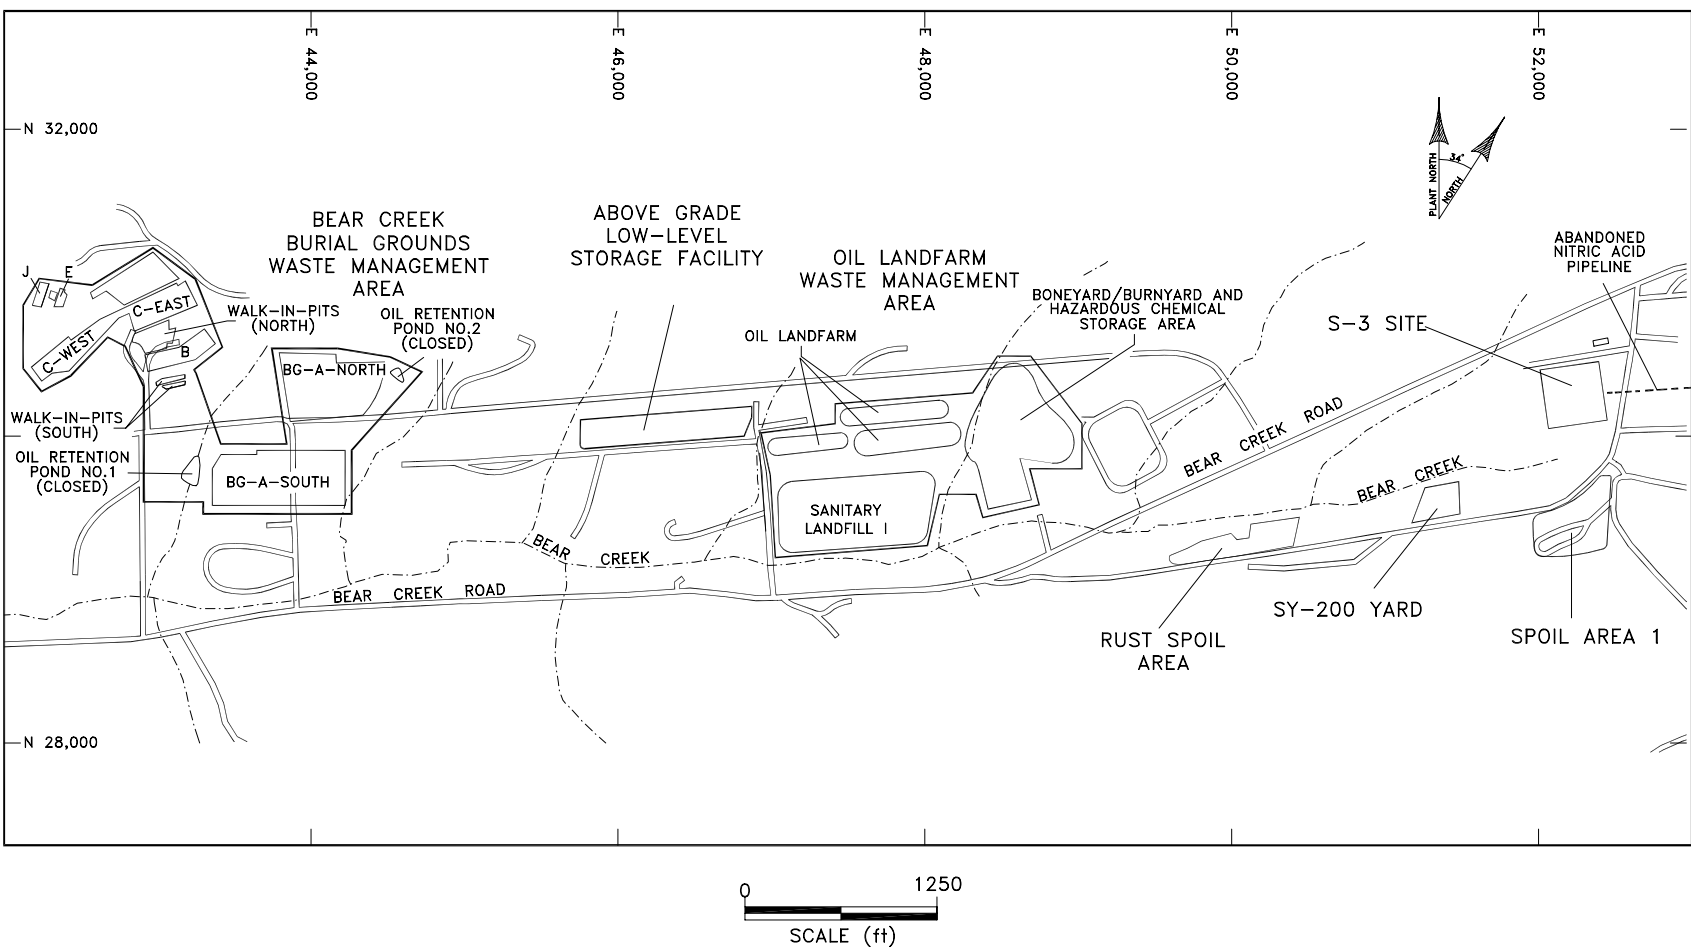 E 44,000
E 46,000
E 48,000
E 50,000
E 52,000
N 32,000
34°
PLANT NORTH
NORTH
BEAR CREEK
BURIAL GROUNDS
WASTE MANAGEMENT
AREA
ABOVE GRADE
LOW-LEVEL
STORAGE FACILITY
OIL LANDFARM
WASTE MANAGEMENT
AREA
ABANDONED
NITRIC ACID
PIPELINE
J
E
C-EAST
WALK-IN-PITS
(NORTH)
OIL RETENTION
POND NO.2
(CLOSED)
BONEYARD/BURNYARD AND
HAZARDOUS CHEMICAL
STORAGE AREA
S-3 SITE
OIL LANDFARM
C-WEST
B
BG-A-NORTH
WALK-IN-PITS
(SOUTH)
BEAR CREEK ROAD
OIL RETENTION
POND NO.1
(CLOSED)
BG-A-SOUTH
BEAR CREEK
SANITARY
LANDFILL I
BEAR CREEK
BEAR CREEK ROAD
SY-200 YARD
RUST SPOIL
AREA
SPOIL AREA 1
N 28,000
0
1250
SCALE (ft)